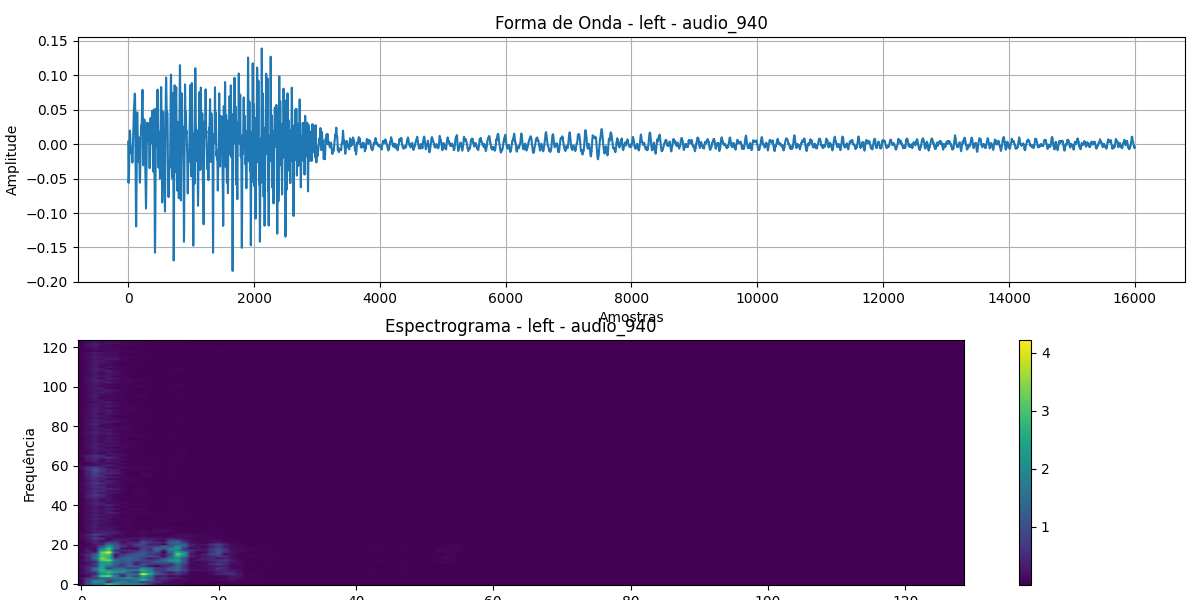 Forma de Onda - left - audio_940
0.15
0.10
0.05
0.00
−0.05
−0.10
−0.15
−0.20
Amplitude
0 2000 4000 6000 8000 10000 12000 14000 16000
Amostras
Espectrograma - left - audio_940
120
100
80
60
40
20
0
Frequência
4
3
2
1
0 20 40 60 80 100 120